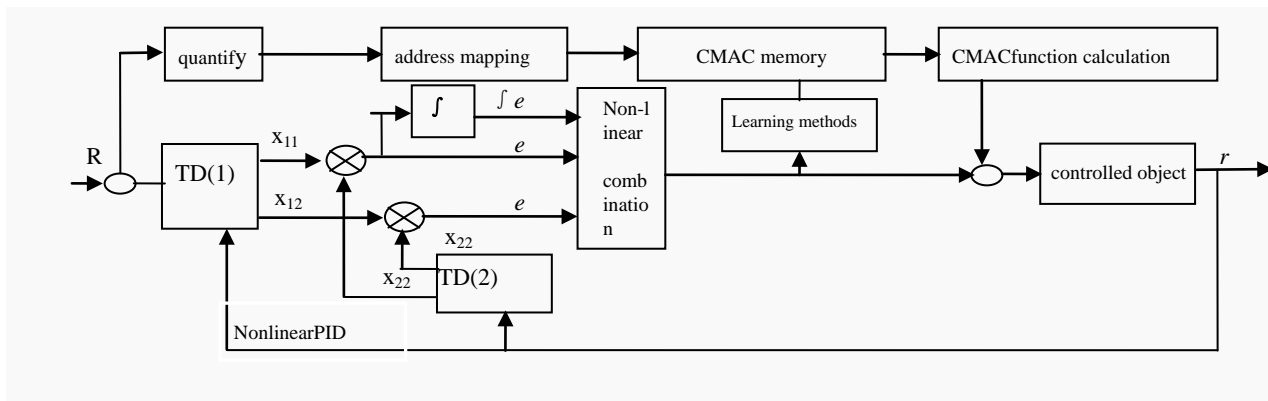 quantify
address mapping
CMAC memory
CMACfunction calculation
∫
∫ e
Non-l
inear
comb
inatio
n
Learning methods
R
TD(1)
x₁₁
e
x₁₂
e
controlled object
r
x₂₂
x₂₂
TD(2)
NonlinearPID